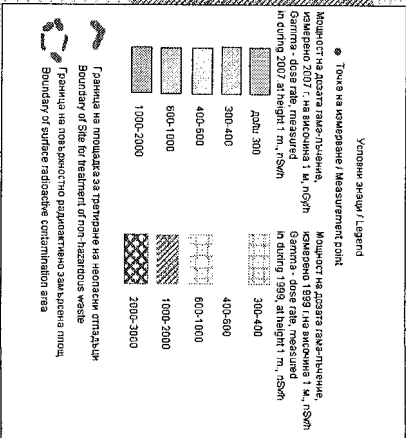 Условни знаци / Legend
Точка на измерване / Measurement point
Мощност на дозата гама-лъчение,
измерено 2007 г. на височина 1 м, nGy/h
Gamma - dose rate, measured
in during 2007 at height 1 m., nSv/h
до/to 300
300-400
400-600
600-1000
1000-2000
Мощност на дозата гама-лъчение,
измерено 1999 г. на височина 1 м., nSv/h
Gamma - dose rate, measured
in during 1999, at height 1 m., nSv/h
300-400
400-600
600-1000
1000-2000
2000-3000
Граница на площадка за третиране на неопасни отпадъци
Boundary of Site for treatment of non-hazardous waste
Граница на повърхностно радиоактивно замърсена площ
Boundary of surface radioactive contamination area